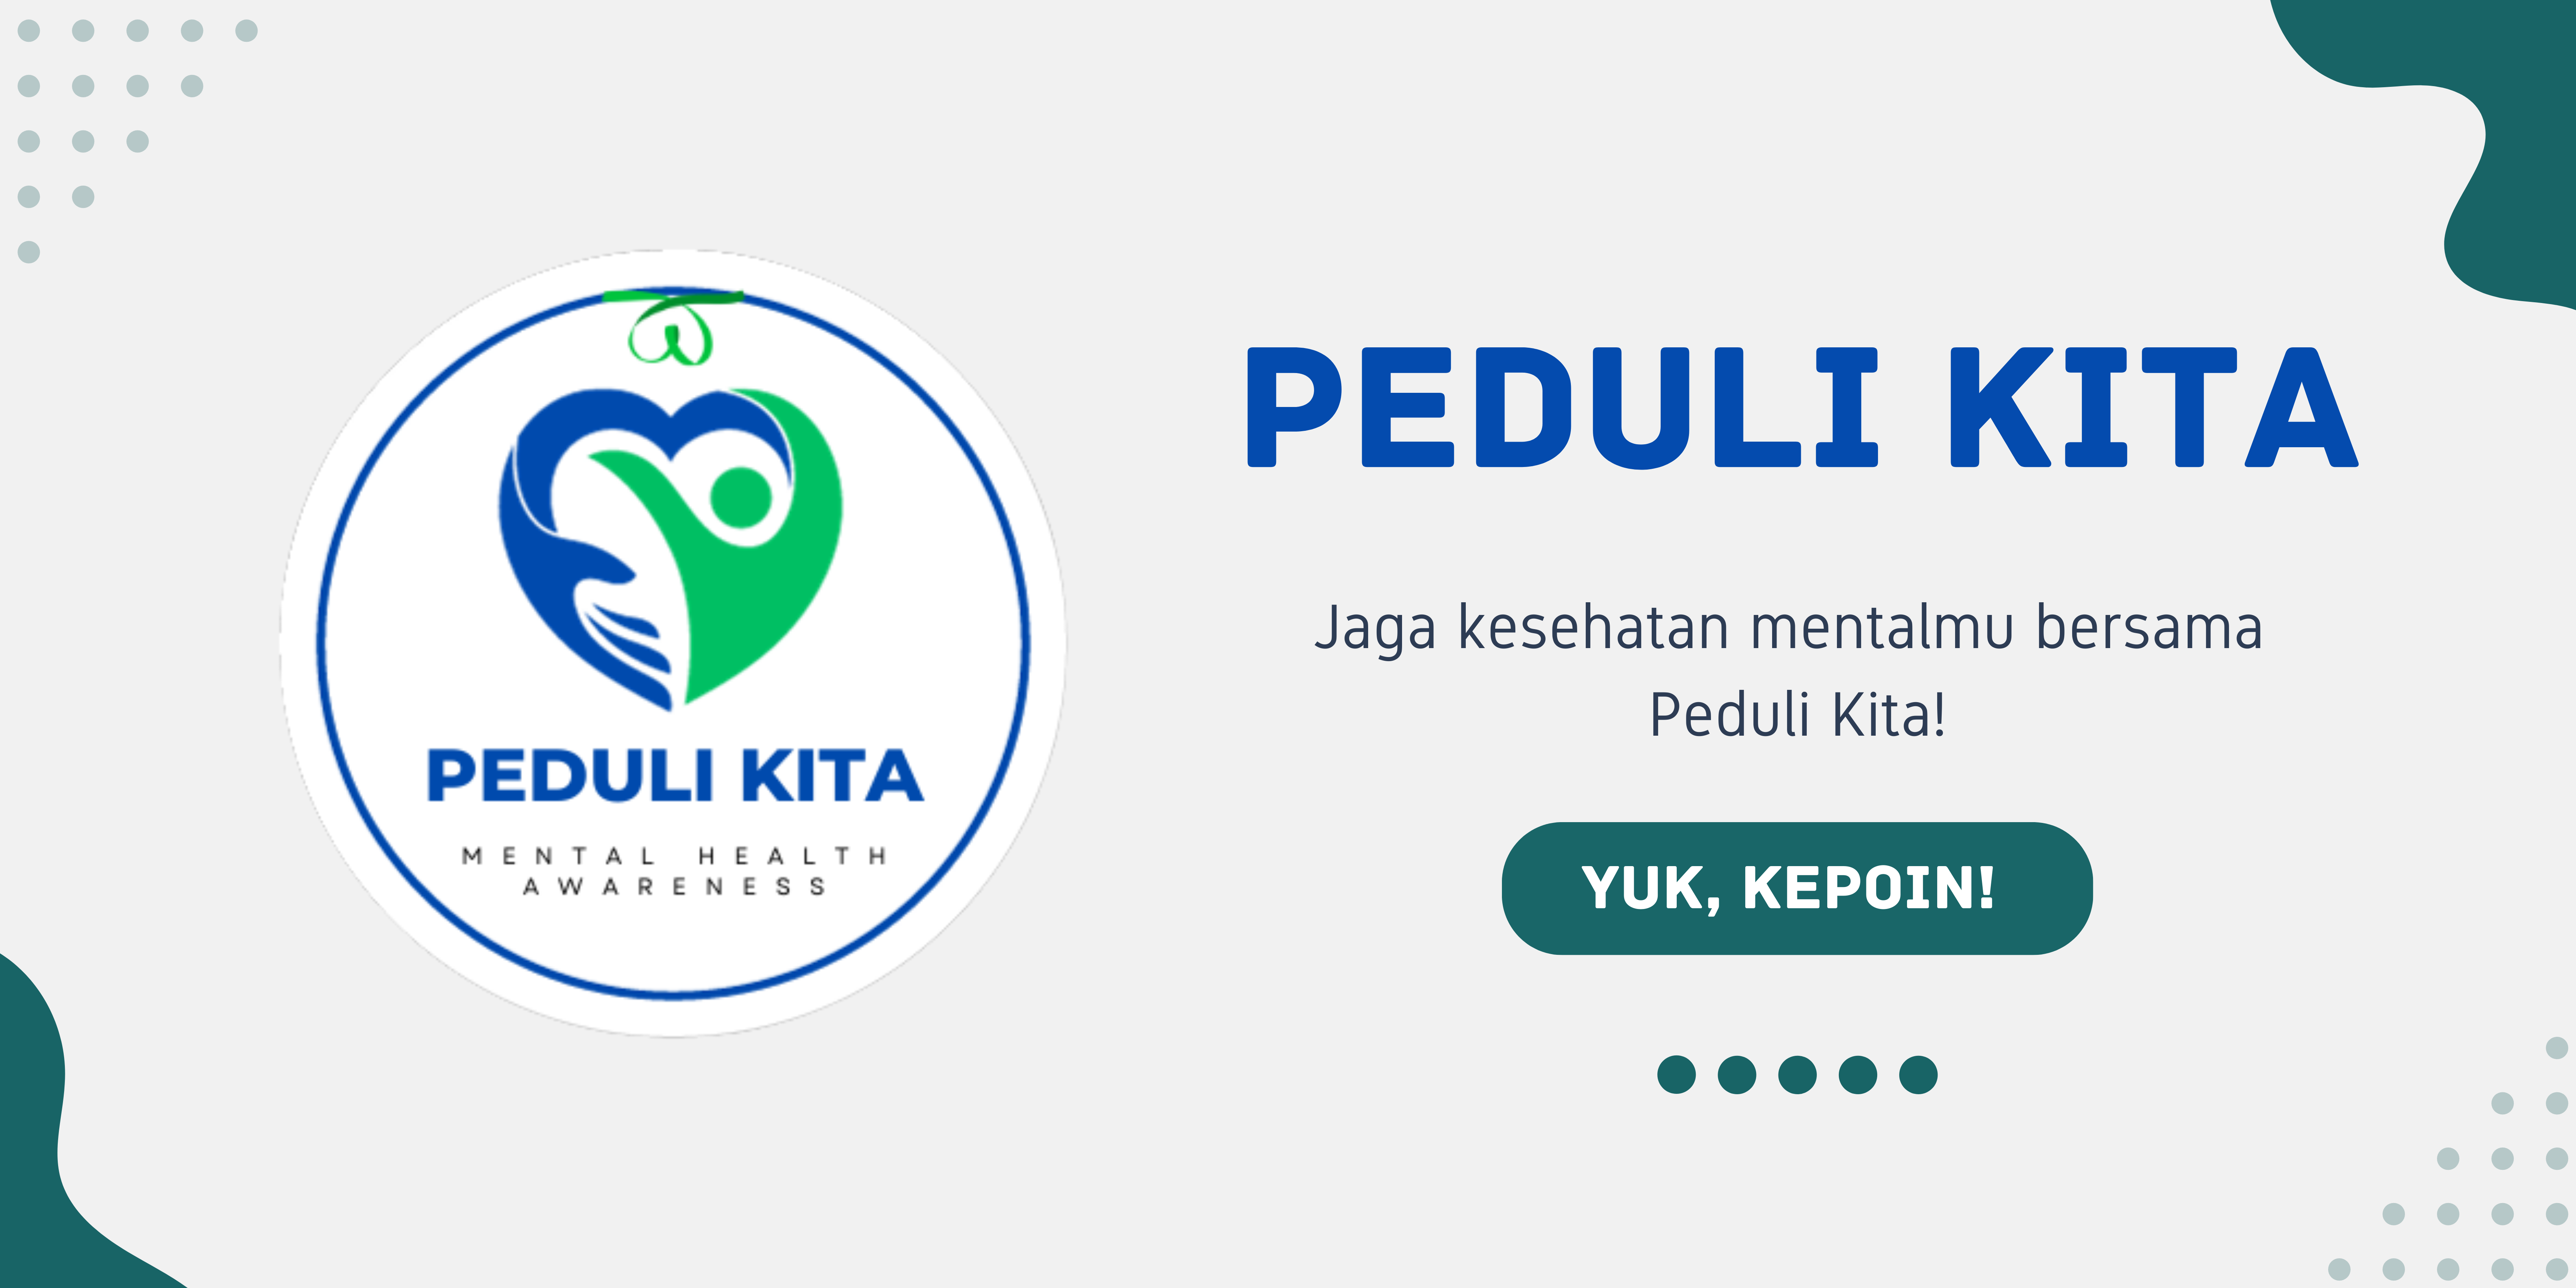 PEDULI KITA
MENTAL HEALTH
AWARENESS
PEDULI KITA
Jaga kesehatan mentalmu bersama
Peduli Kita!
YUK, KEPOIN!